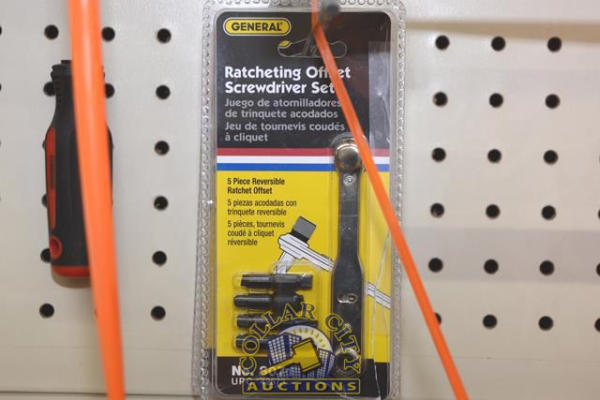 GENERAL
Ratcheting Offset
Screwdriver Set
Juego de atornilladores
de trinquete acodados
Jeu de tournevis coudés
à cliquet
5 Piece Reversible
Ratchet Offset
5 piezas acodadas con
trinquete reversible
5 pièces, tournevis
coudé à cliquet
réversible
COLLAR CITY
AUCTIONS
No.